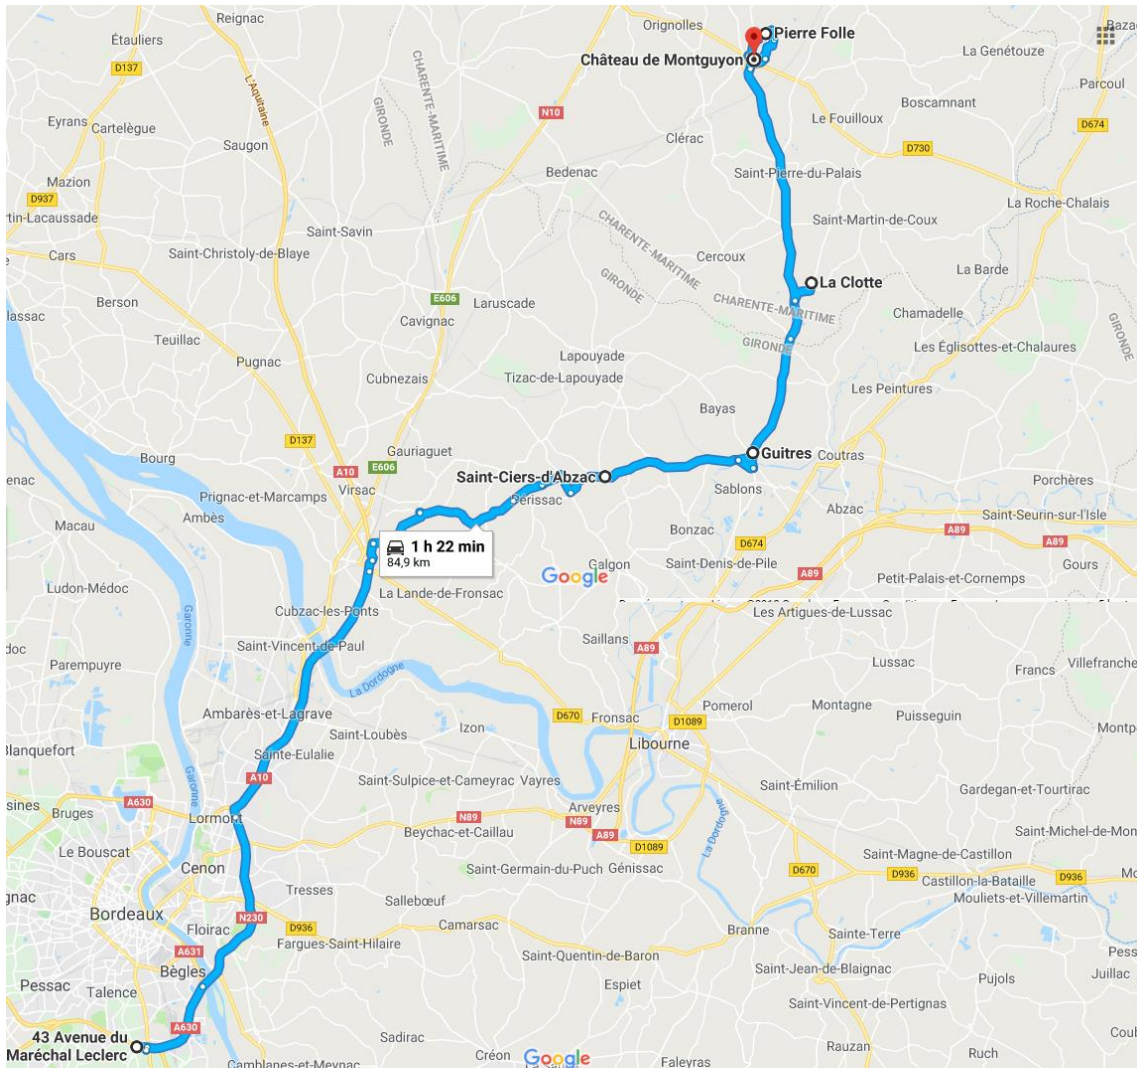 Reignac
Orignolles
Pierre Folle
Bazac
Étauliers
Château de Montguyon
La Genétouze
D137
L'Aquitaine
CHARENTE-MARITIME
GIRONDE
Parcoul
N10
Boscamnant
Eyrans
Cartelègue
Le Fouilloux
D674
Saugon
Clérac
D730
Bedenac
Saint-Pierre-du-Palais
Mazion
D937
La Roche-Chalais
tin-Lacaussade
Saint-Savin
CHARENTE-MARITIME
Saint-Martin-de-Coux
Cars
Saint-Christoly-de-Blaye
Cercoux
La Barde
GIRONDE
La Clotte
Berson
E606
Laruscade
CHARENTE-MARITIME
lassac
Cavignac
Chamadelle
GIRONDE
Teuillac
GIRONDE
Les Églisottes-et-Chalaures
Pugnac
Lapouyade
Cubnezais
Tizac-de-Lapouyade
Les Peintures
Bayas
D137
Gauriaguet
Guitres
Bourg
A10
E606
Coutras
Saint-Ciers-d'Abzac
Porchères
Virsac
Sablons
Prignac-et-Marcamps
Périssac
Abzac
Saint-Seurin-sur-l'Isle
Macau
Ambès
Bonzac
A89
1 h 22 min
84,9 km
D674
A89
Saint-Denis-de-Pile
Galgon
Gours
A89
Google
Petit-Palais-et-Cornemps
Ludon-Médoc
La Lande-de-Fronsac
Garonne
Cubzac-les-Ponts
Les Artigues-de-Lussac
Saillans
Saint-Vincent-de-Paul
A89
Lussac
Parempuyre
La Dordogne
Francs
Villefranche
Pomerol
Montagne
Ambarès-et-Lagrave
D670
Fronsac
D1089
Puisseguin
Izon
Saint-Loubès
Libourne
Blanquefort
Sainte-Eulalie
Garonne
A10
Saint-Sulpice-et-Cameyrac
Vayres
Saint-Émilion
Gardegan-et-Tourtirac
A630
Arveyres
La Dordogne
Bruges
Lormont
N89
N89
Beychac-et-Caillau
A89
Saint-Michel-de-Mon
D1089
Le Bouscat
Saint-Magne-de-Castillon
Cenon
Saint-Germain-du-Puch
Génissac
D670
D936
D936
Castillon-la-Bataille
Tresses
Mouliets-et-Villemartin
Sallebœuf
Bordeaux
N230
Floirac
D936
Camarsac
Branne
Sainte-Terre
Fargues-Saint-Hilaire
A631
Saint-Quentin-de-Baron
Bègles
Saint-Jean-de-Blaignac
Juillac
Pessac
Talence
Espiet
Pujols
Saint-Vincent-de-Pertignas
A630
43 Avenue du
Maréchal Leclerc
Sadirac
Rauzan
Créon
Google
Ruch
Camblanes-et-Meynac
Faleyras